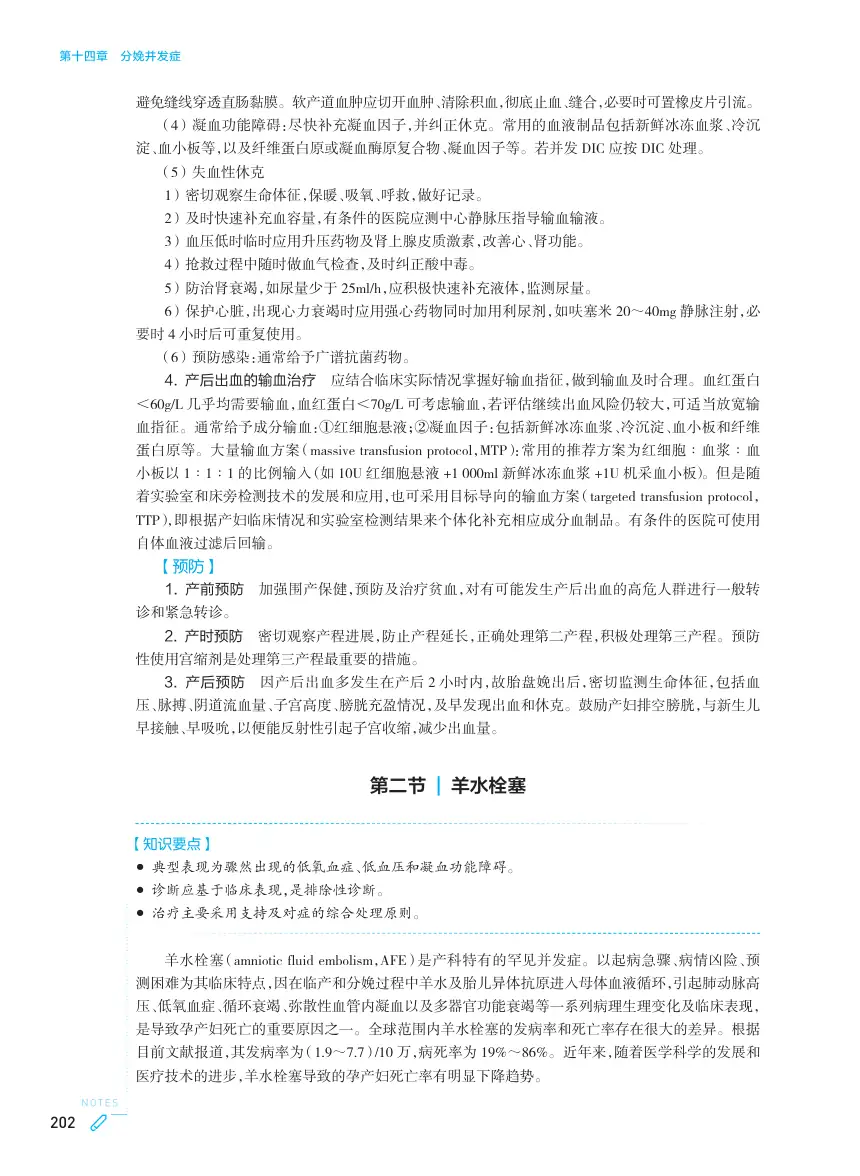 第十四章 分娩并发症
避免缝线穿透直肠黏膜。软产道血肿应切开血肿、清除积血,彻底止血、缝合,必要时可置橡皮片引流。
（4）凝血功能障碍:尽快补充凝血因子,并纠正休克。常用的血液制品包括新鲜冰冻血浆、冷沉
淀、血小板等,以及纤维蛋白原或凝血酶原复合物、凝血因子等。若并发 DIC 应按 DIC 处理。
（5）失血性休克
1）密切观察生命体征,保暖、吸氧、呼救,做好记录。
2）及时快速补充血容量,有条件的医院应测中心静脉压指导输血输液。
3）血压低时临时应用升压药物及肾上腺皮质激素,改善心、肾功能。
4）抢救过程中随时做血气检查,及时纠正酸中毒。
5）防治肾衰竭,如尿量少于 25ml/h,应积极快速补充液体,监测尿量。
6）保护心脏,出现心力衰竭时应用强心药物同时加用利尿剂,如呋塞米 20～40mg 静脉注射,必
要时 4 小时后可重复使用。
（6）预防感染:通常给予广谱抗菌药物。
4. 产后出血的输血治疗 应结合临床实际情况掌握好输血指征,做到输血及时合理。血红蛋白
＜60g/L 几乎均需要输血,血红蛋白＜70g/L 可考虑输血,若评估继续出血风险仍较大,可适当放宽输
血指征。通常给予成分输血:①红细胞悬液;②凝血因子:包括新鲜冰冻血浆、冷沉淀、血小板和纤维
蛋白原等。大量输血方案（massive transfusion protocol,MTP）:常用的推荐方案为红细胞∶血浆∶血
小板以 1∶1∶1 的比例输入（如 10U 红细胞悬液 +1 000ml 新鲜冰冻血浆 +1U 机采血小板）。但是随
着实验室和床旁检测技术的发展和应用,也可采用目标导向的输血方案（targeted transfusion protocol,
TTP）,即根据产妇临床情况和实验室检测结果来个体化补充相应成分血制品。有条件的医院可使用
自体血液过滤后回输。
【预防】
1. 产前预防 加强围产保健,预防及治疗贫血,对有可能发生产后出血的高危人群进行一般转
诊和紧急转诊。
2. 产时预防 密切观察产程进展,防止产程延长,正确处理第二产程,积极处理第三产程。预防
性使用宫缩剂是处理第三产程最重要的措施。
3. 产后预防 因产后出血多发生在产后 2 小时内,故胎盘娩出后,密切监测生命体征,包括血
压、脉搏、阴道流血量、子宫高度、膀胱充盈情况,及早发现出血和休克。鼓励产妇排空膀胱,与新生儿
早接触、早吸吮,以便能反射性引起子宫收缩,减少出血量。
第二节 | 羊水栓塞
【知识要点】
● 典型表现为骤然出现的低氧血症、低血压和凝血功能障碍。
● 诊断应基于临床表现,是排除性诊断。
● 治疗主要采用支持及对症的综合处理原则。
羊水栓塞（amniotic fluid embolism,AFE）是产科特有的罕见并发症。以起病急骤、病情凶险、预
测困难为其临床特点,因在临产和分娩过程中羊水及胎儿异体抗原进入母体血液循环,引起肺动脉高
压、低氧血症、循环衰竭、弥散性血管内凝血以及多器官功能衰竭等一系列病理生理变化及临床表现,
是导致孕产妇死亡的重要原因之一。全球范围内羊水栓塞的发病率和死亡率存在很大的差异。根据
目前文献报道,其发病率为（1.9～7.7）/10 万,病死率为 19%～86%。近年来,随着医学科学的发展和
医疗技术的进步,羊水栓塞导致的孕产妇死亡率有明显下降趋势。
NOTES
202